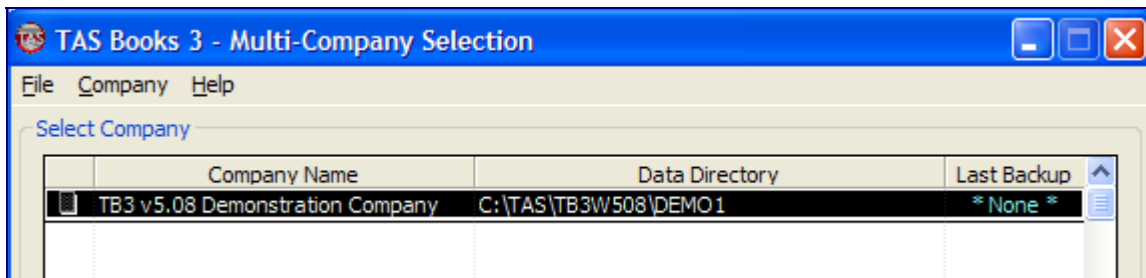 TAS Books 3 - Multi-Company Selection
File Company Help
Select Company
Company Name Data Directory Last Backup
TB3 v5.08 Demonstration Company C:\TAS\TB3W508\DEMO1 * None *